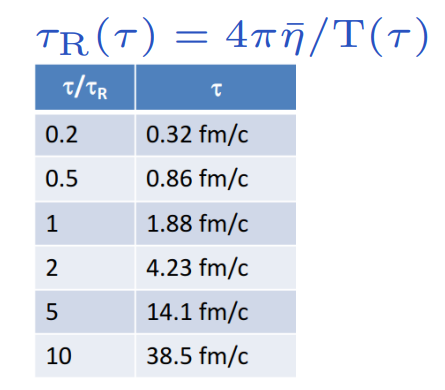 τR(τ) = 4πη̄/T(τ)
τ/τR τ
0.2 0.32 fm/c
0.5 0.86 fm/c
1 1.88 fm/c
2 4.23 fm/c
5 14.1 fm/c
10 38.5 fm/c